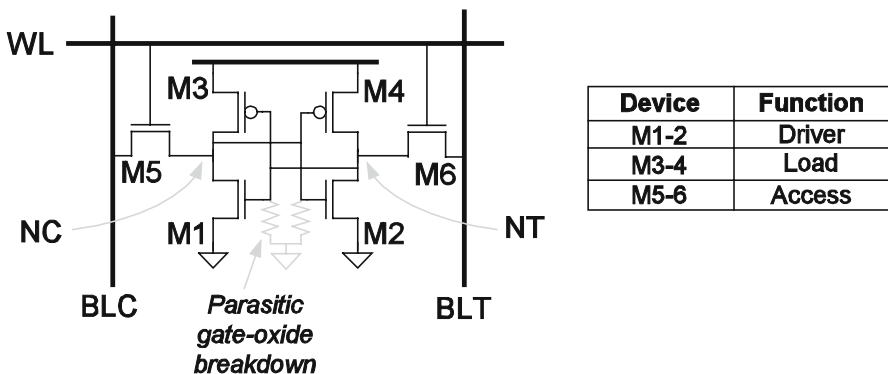 WL
M3
M4
M5
M6
NC
M1
M2
NT
BLC
BLT
Parasitic
gate-oxide
breakdown
Device Function
M1-2 Driver
M3-4 Load
M5-6 Access